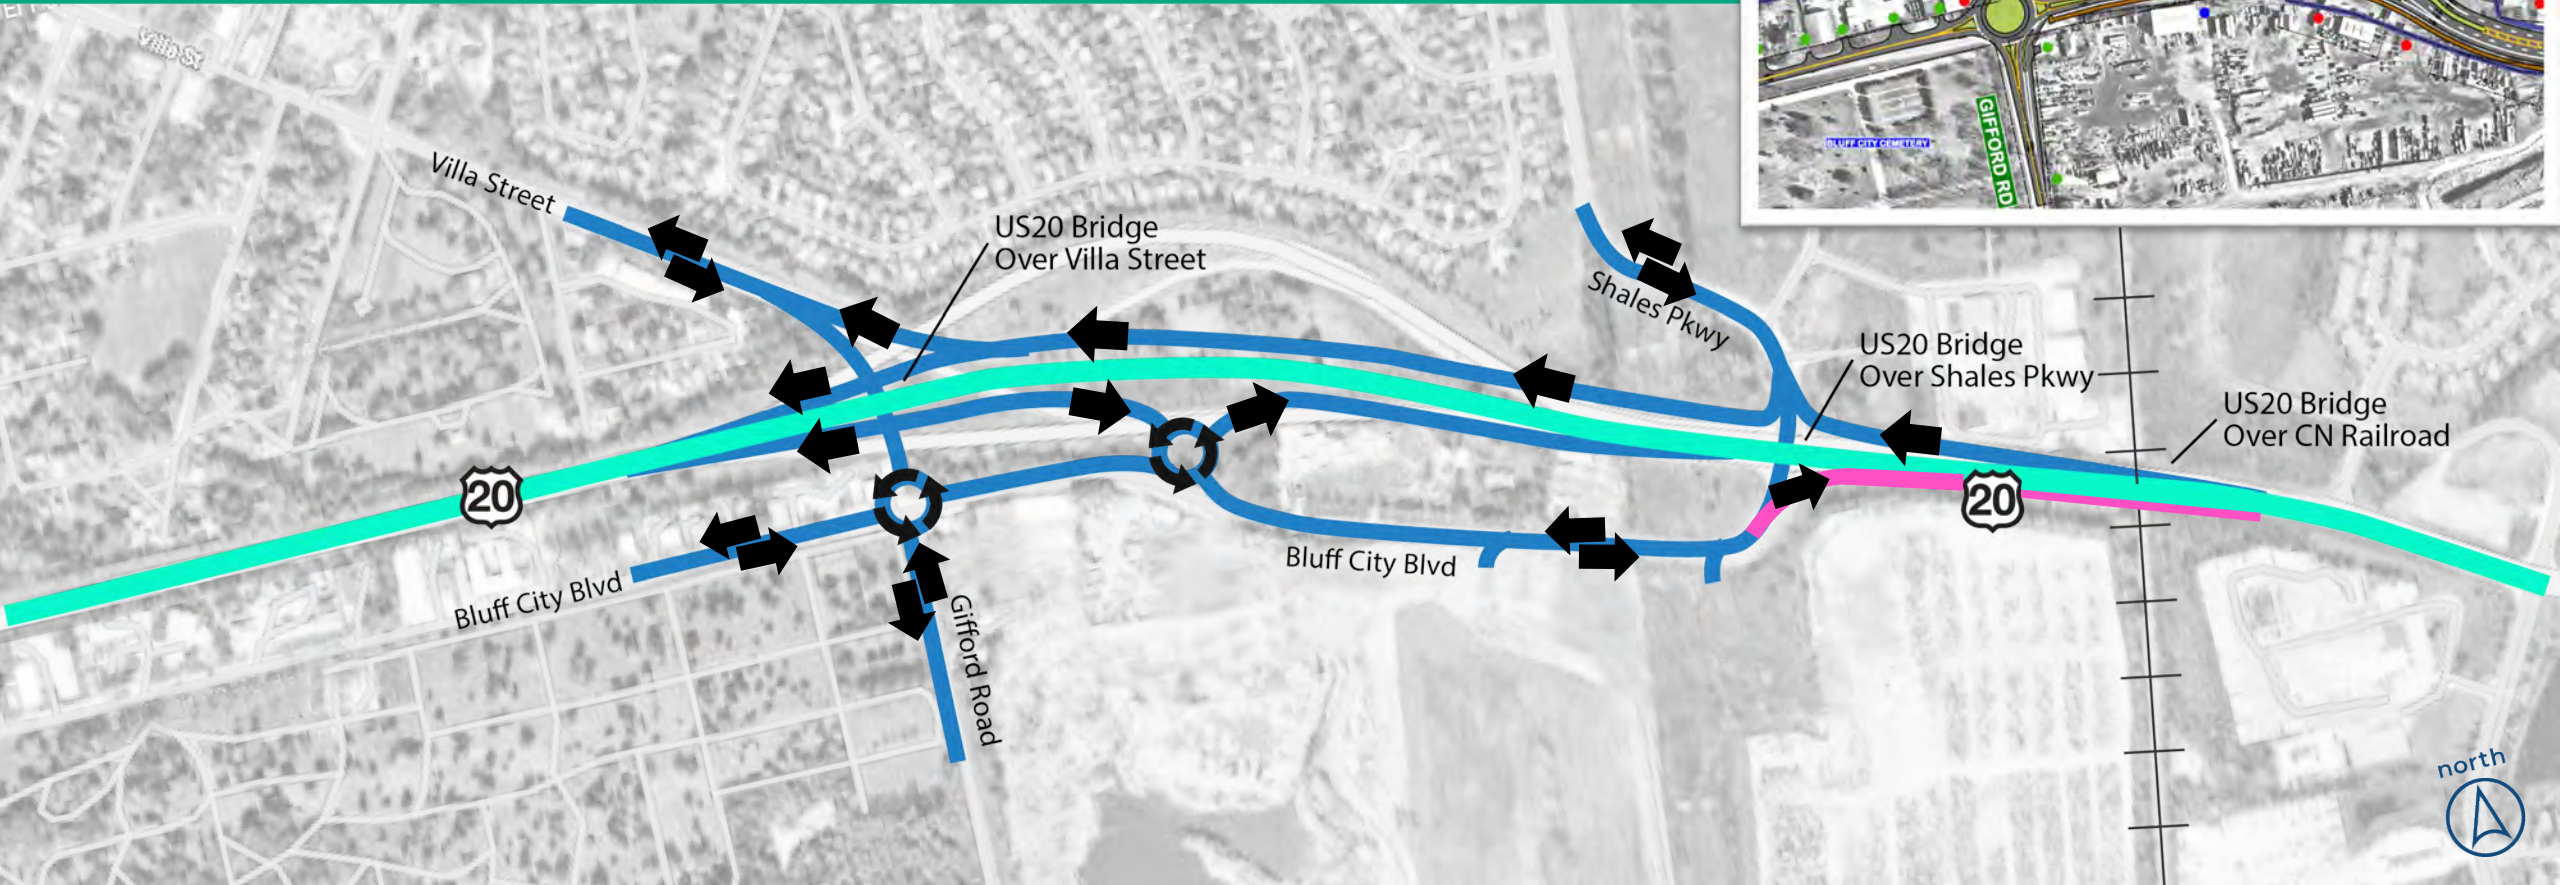 Villa St
BLUFF CITY CEMETERY
GIFFORD RD
Villa Street
US20 Bridge
Over Villa Street
Shales Pkwy
US20 Bridge
Over Shales Pkwy
US20 Bridge
Over CN Railroad
20
20
Bluff City Blvd
Bluff City Blvd
Gifford Road
north